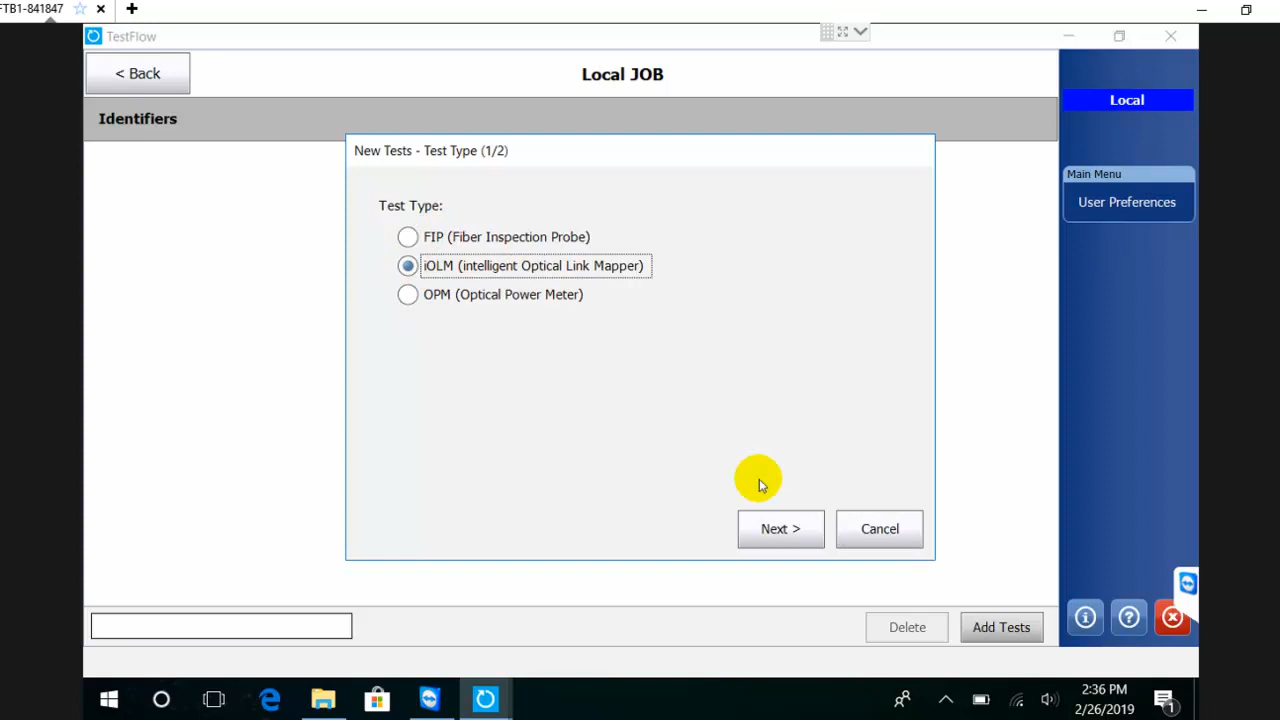 FTB1-841847
TestFlow
< Back
Local JOB
Local
Identifiers
New Tests - Test Type (1/2)
Main Menu
User Preferences
Test Type:
FIP (Fiber Inspection Probe)
iOLM (intelligent Optical Link Mapper)
OPM (Optical Power Meter)
Next >
Cancel
Delete
Add Tests
2:36 PM
2/26/2019
1